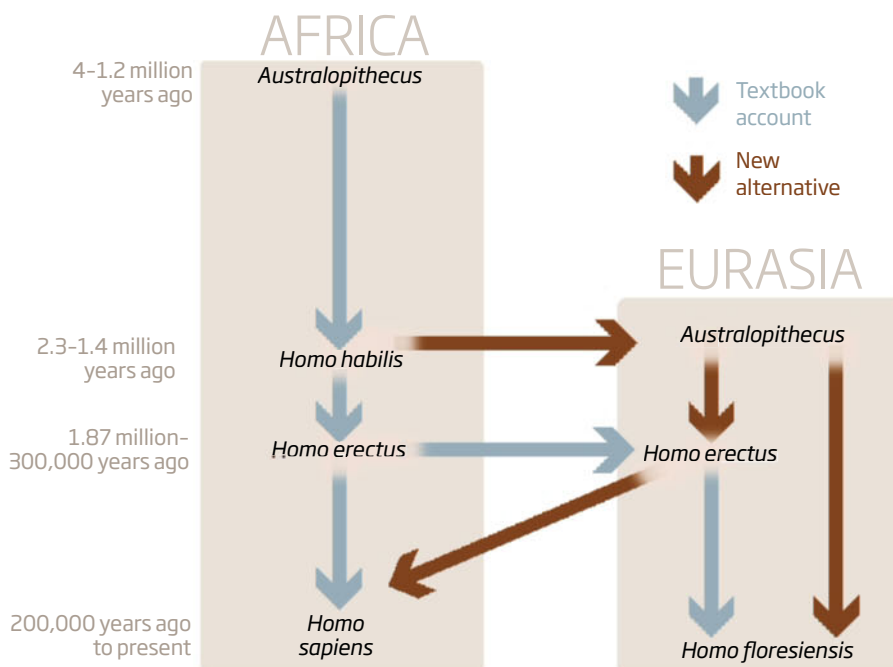 AFRICA
4–1.2 million
years ago
Australopithecus
Textbook
account
New
alternative
EURASIA
2.3–1.4 million
years ago
Homo habilis
Australopithecus
1.87 million–
300,000 years ago
Homo erectus
Homo erectus
200,000 years ago
to present
Homo
sapiens
Homo floresiensis